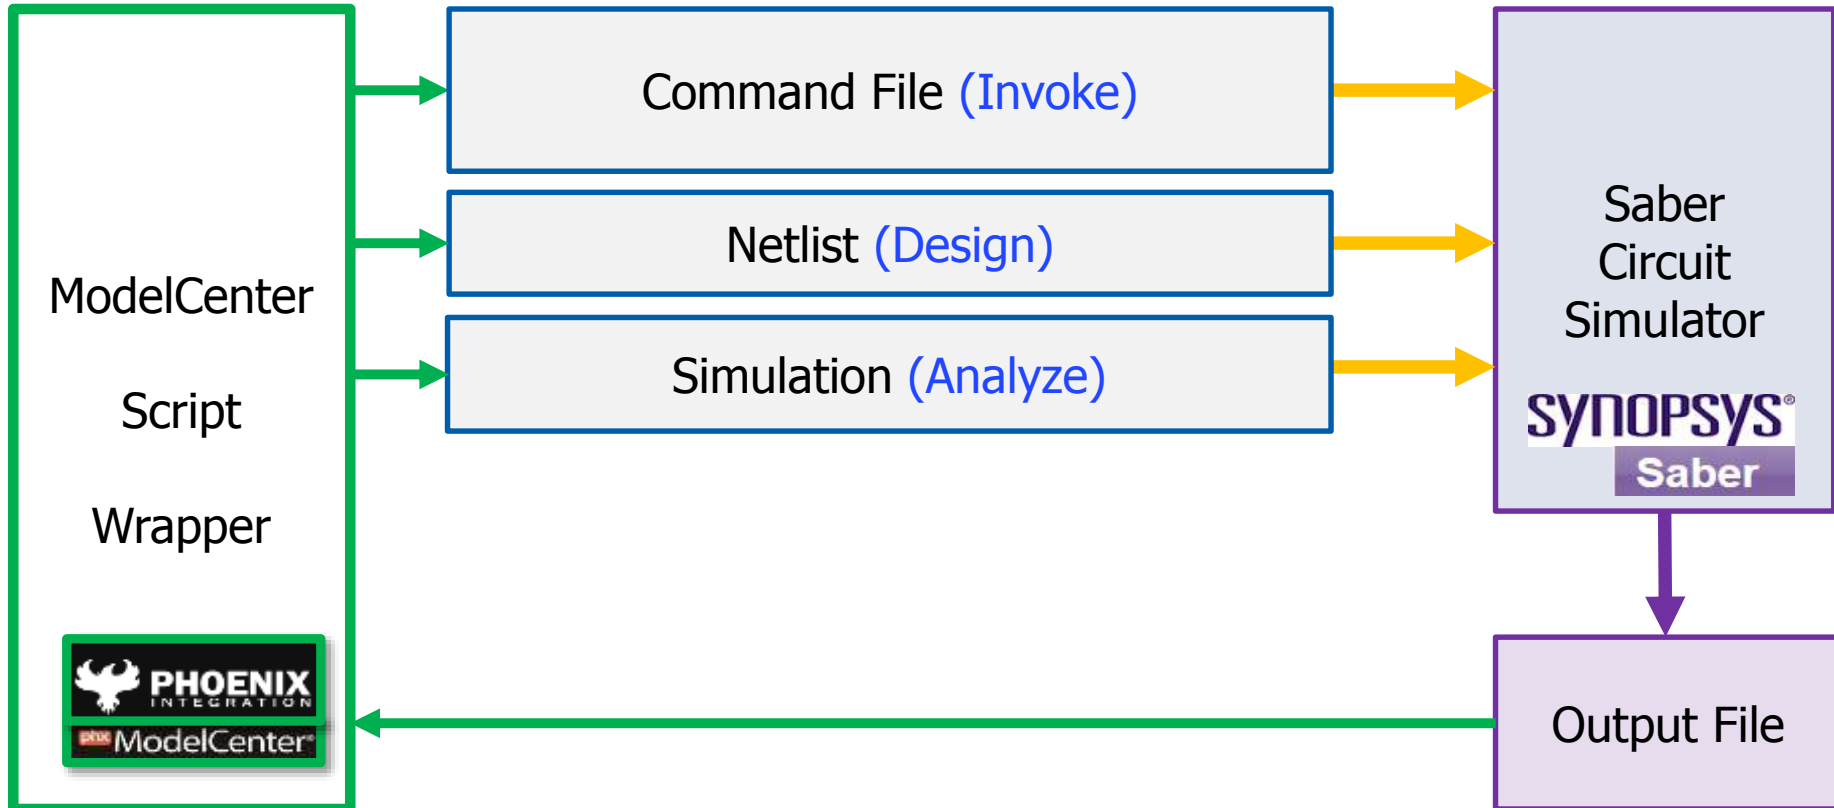 ModelCenter
Script
Wrapper
PHOENIX
INTEGRATION
phx ModelCenter®
Command File (Invoke)
Netlist (Design)
Simulation (Analyze)
Saber
Circuit
Simulator
SYNOPSYS®
Saber
Output File